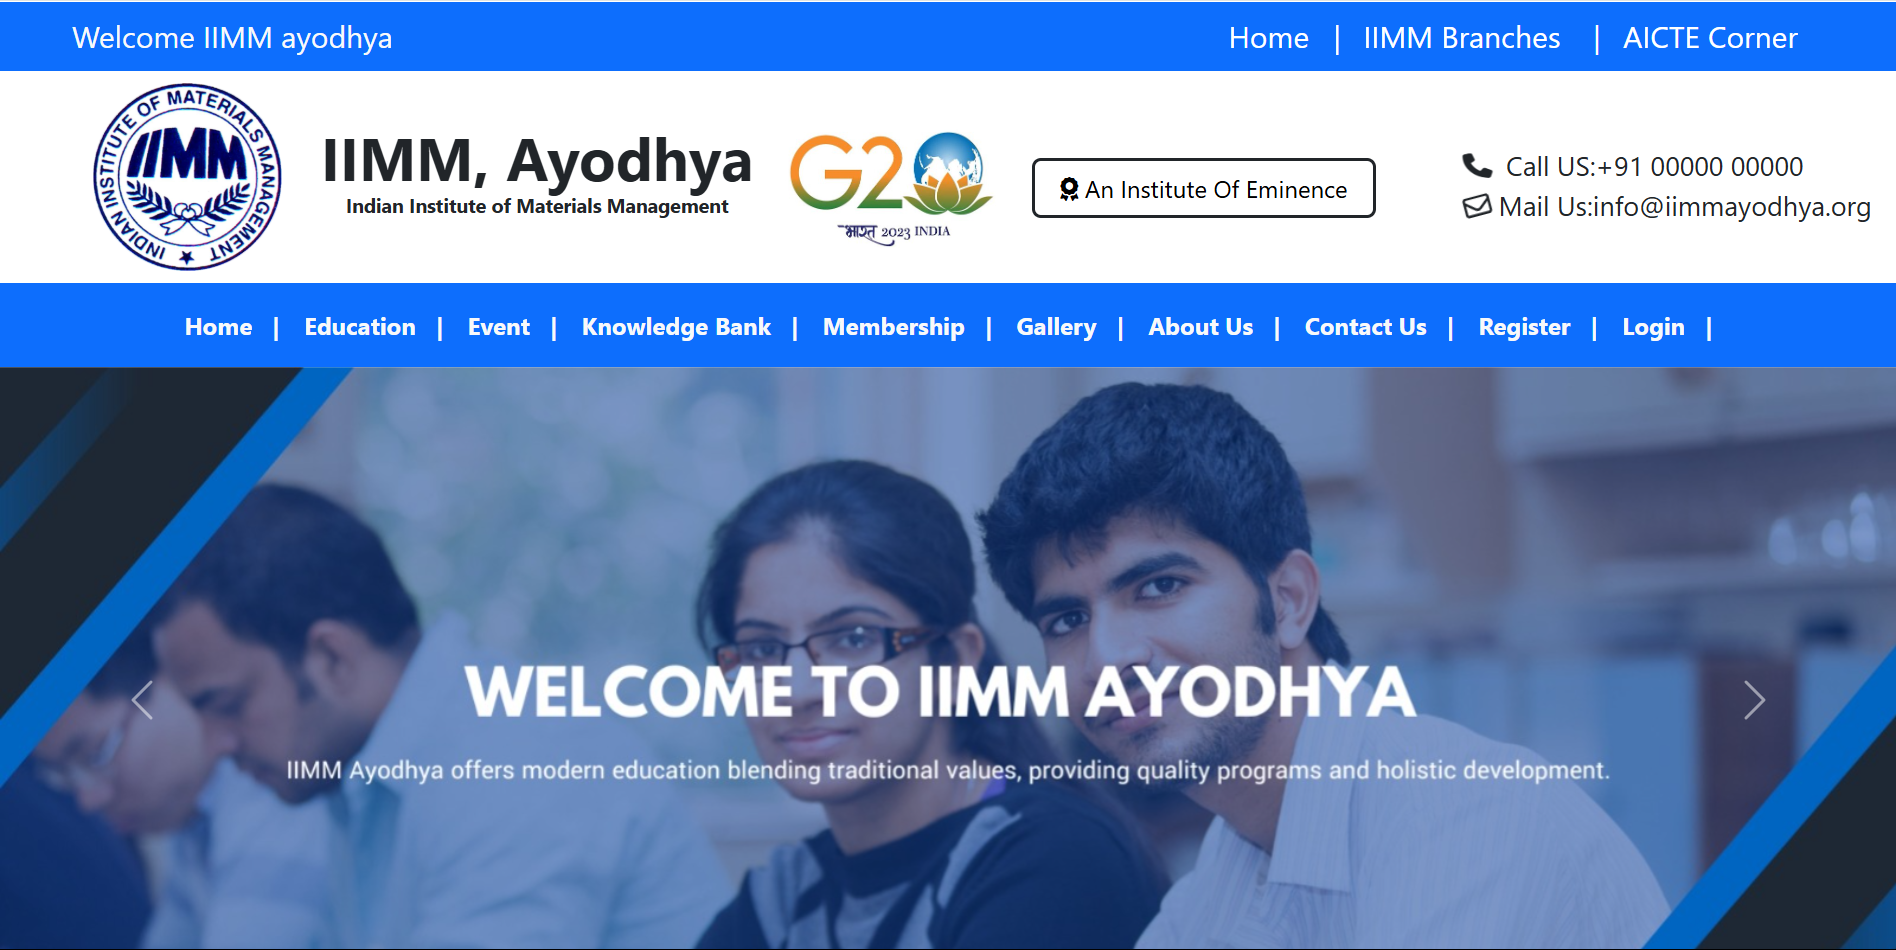 Welcome IIMM ayodhya
Home | IIMM Branches | AICTE Corner
INDIAN INSTITUTE OF MATERIALS MANAGEMENT
IIMM
IIMM, Ayodhya
Indian Institute of Materials Management
G20
भारत 2023 INDIA
An Institute Of Eminence
Call US:+91 00000 00000
Mail Us:info@iimmayodhya.org
Home | Education | Event | Knowledge Bank | Membership | Gallery | About Us | Contact Us | Register | Login |
WELCOME TO IIMM AYODHYA
IIMM Ayodhya offers modern education blending traditional values, providing quality programs and holistic development.